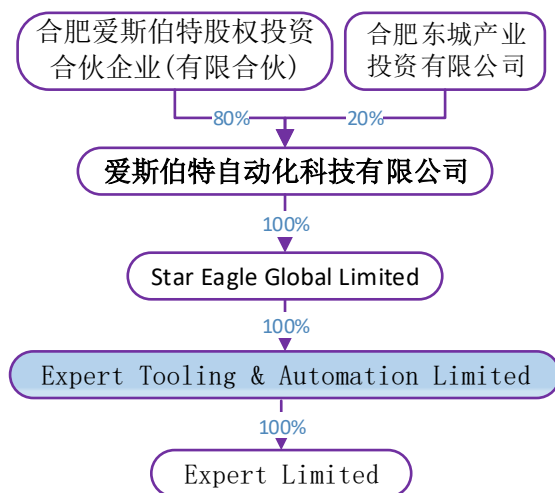 合肥爱斯伯特股权投资
合伙企业(有限合伙)
合肥东城产业
投资有限公司
80%
20%
爱斯伯特自动化科技有限公司
100%
Star Eagle Global Limited
100%
Expert Tooling & Automation Limited
100%
Expert Limited